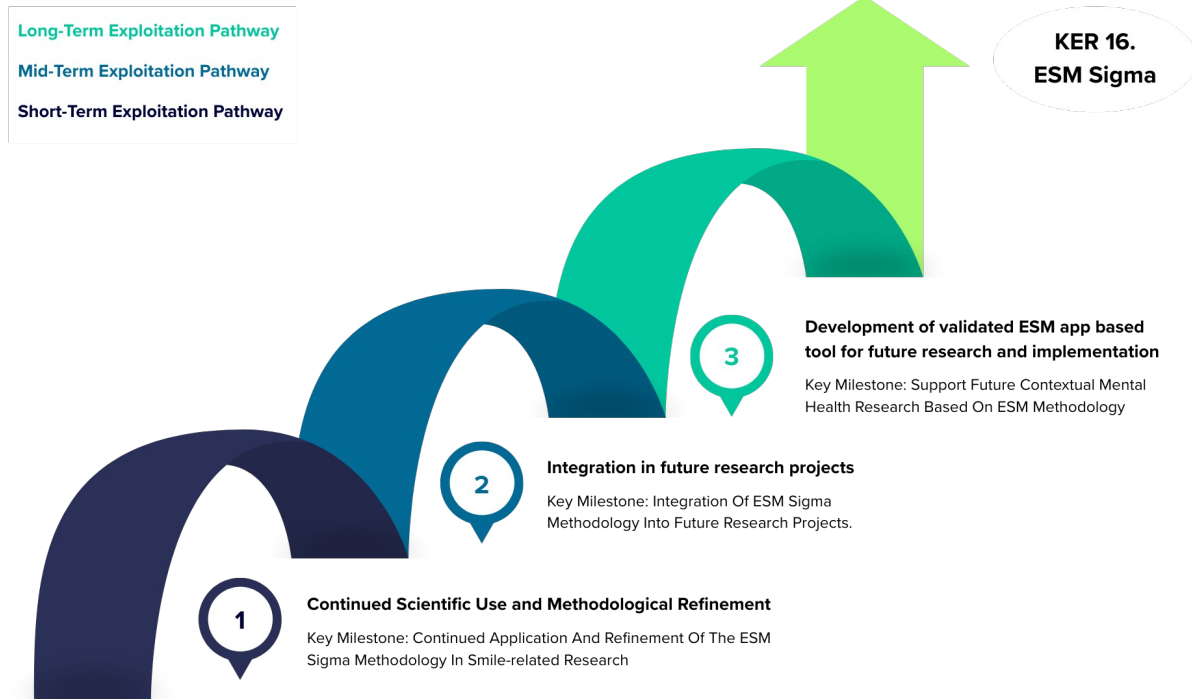 Long-Term Exploitation Pathway
Mid-Term Exploitation Pathway
Short-Term Exploitation Pathway
KER 16.
ESM Sigma
3
Development of validated ESM app based
tool for future research and implementation
Key Milestone: Support Future Contextual Mental
Health Research Based On ESM Methodology
2
Integration in future research projects
Key Milestone: Integration Of ESM Sigma
Methodology Into Future Research Projects.
1
Continued Scientific Use and Methodological Refinement
Key Milestone: Continued Application And Refinement Of The ESM
Sigma Methodology In Smile-related Research